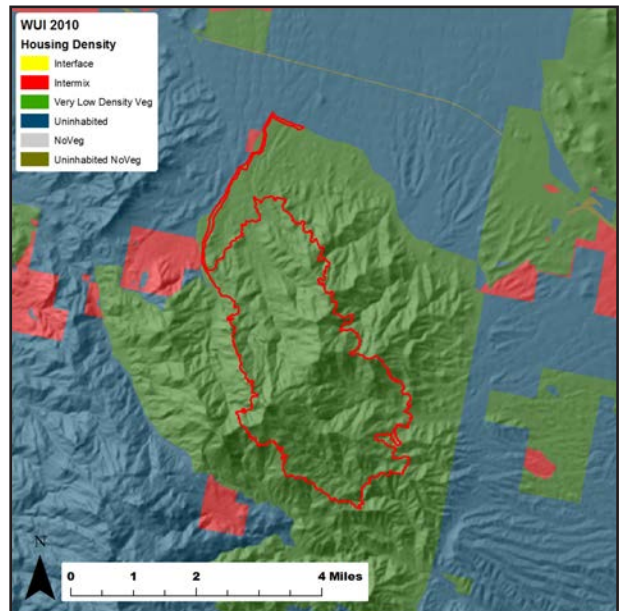 WUI 2010
Housing Density
Interface
Intermix
Very Low Density Veg
Uninhabited
NoVeg
Uninhabited NoVeg
N
0 1 2 4 Miles